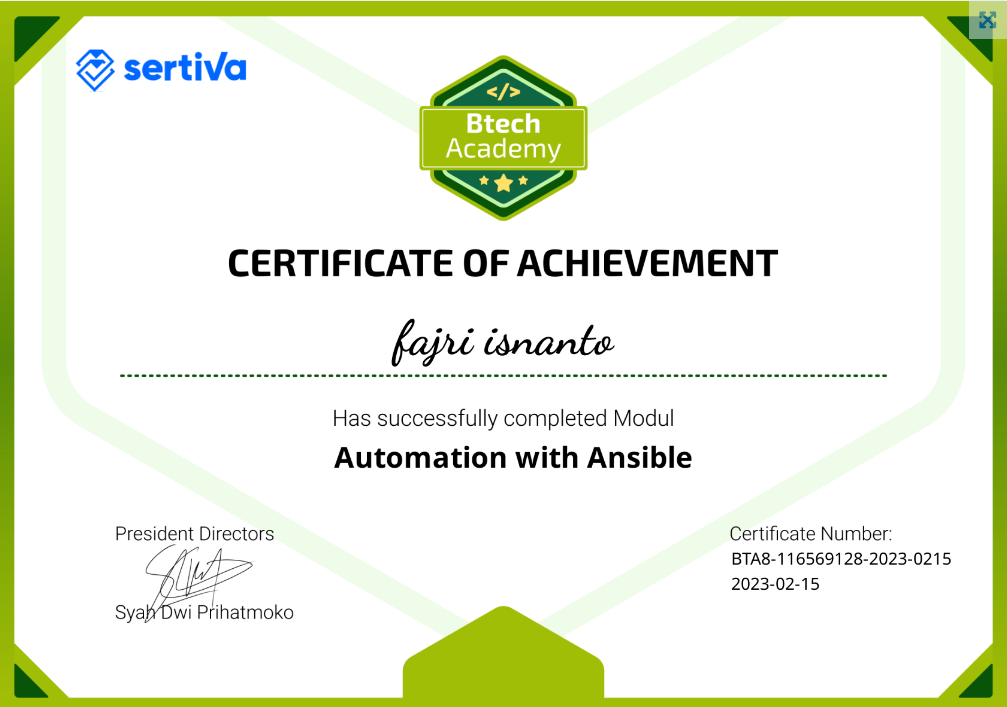 sertiva
</>
Btech
Academy
CERTIFICATE OF ACHIEVEMENT
fajri isnanto
Has successfully completed Modul
Automation with Ansible
President Directors
Syah Dwi Prihatmoko
Certificate Number:
BTA8-116569128-2023-0215
2023-02-15